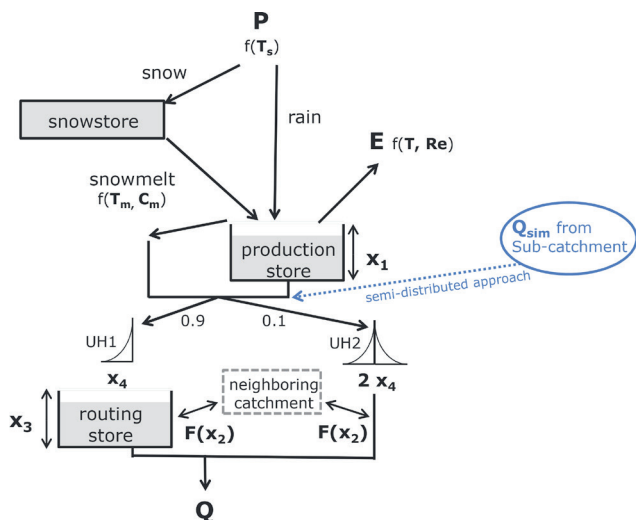 P
f(Tₛ)
snow
snowstore
rain
E f(T, Re)
snowmelt
f(Tₘ, Cₘ)
production
store
x₁
Q_sim from
Sub-catchment
semi-distributed approach
0.9
0.1
UH1
UH2
x₄
2 x₄
neighboring
catchment
x₃
routing
store
F(x₂)
F(x₂)
Q